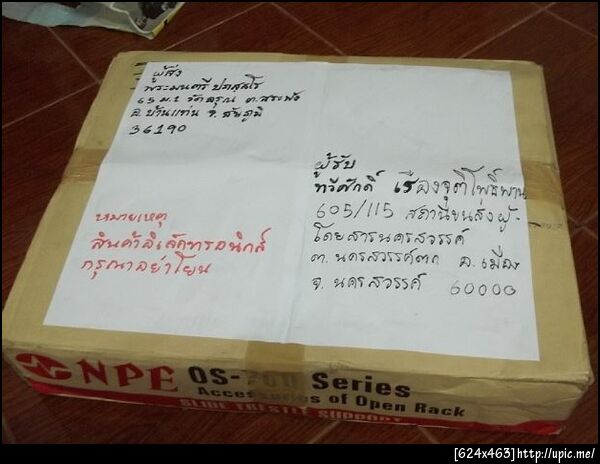 ผู้ส่ง
พระมนตรี ปภสฺสโร
65 ม.1 วัดอรุณ ต.สระพัง
อ.บ้านแท่น จ.ชัยภูมิ
36190
ผู้รับ
ทวีศักดิ์ เรืองจุติโพธิ์พาน
605/115 สถานีขนส่งผู้-
โดยสารนครสวรรค์
ต.นครสวรรค์ตก อ.เมือง
จ.นครสวรรค์ 60000
หมายเหตุ
สินค้าอิเล็คทรอนิกส์
กรุณาอย่าโยน
NPE OS- Series
Accessories of Open Rack
SUPPORT
[624x463]http://upic.me/